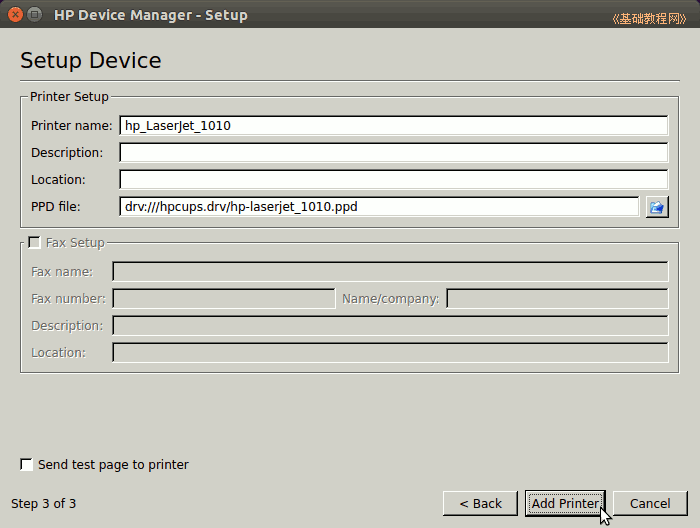 HP Device Manager - Setup
《基础教程网》
Setup Device
Printer Setup
Printer name: hp_LaserJet_1010
Description:
Location:
PPD file: drv:///hpcups.drv/hp-laserjet_1010.ppd
Fax Setup
Fax name:
Fax number: Name/company:
Description:
Location:
Send test page to printer
Step 3 of 3 < Back Add Printer Cancel